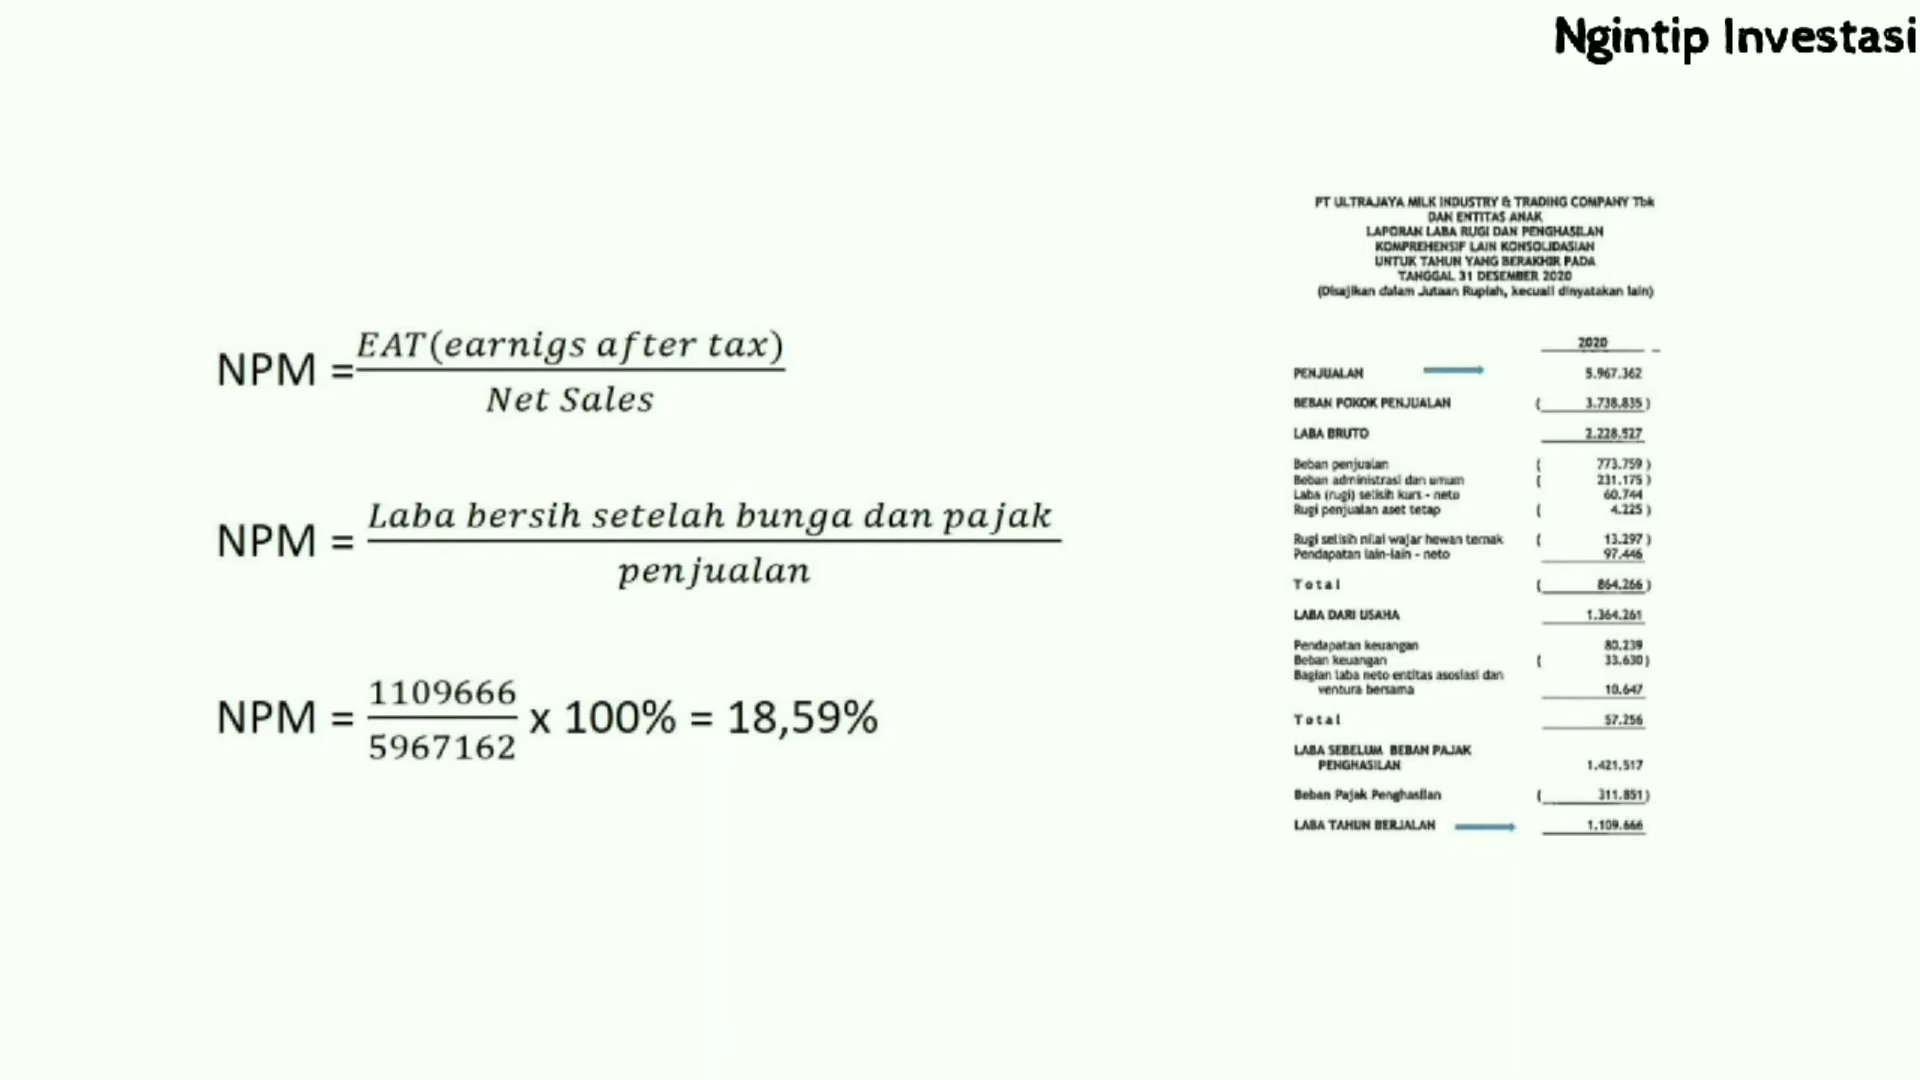 Ngintip Investasi
NPM = EAT(earnigs after tax) / Net Sales
NPM = Laba bersih setelah bunga dan pajak / penjualan
NPM = 1109666 / 5967162 x 100% = 18,59%
PT ULTRAJAYA MILK INDUSTRY & TRADING COMPANY Tbk
DAN ENTITAS ANAK
LAPORAN LABA RUGI DAN PENGHASILAN
KOMPREHENSIF LAIN KONSOLIDASIAN
UNTUK TAHUN YANG BERAKHIR PADA
TANGGAL 31 DESEMBER 2020
(Disajikan dalam Jutaan Rupiah, kecuali dinyatakan lain)
2020
PENJUALAN 5.967.362
BEBAN POKOK PENJUALAN ( 3.738.835 )
LABA BRUTO 2.228.527
Beban penjualan ( 773.759 )
Beban administrasi dan umum ( 231.175 )
Laba (rugi) selisih kurs - neto 60.744
Rugi penjualan aset tetap ( 4.225 )
Rugi selisih nilai wajar hewan ternak ( 13.297 )
Pendapatan lain-lain - neto 97.446
Total ( 864.266 )
LABA DARI USAHA 1.364.261
Pendapatan keuangan 80.239
Beban keuangan ( 33.630 )
Bagian laba neto entitas asosiasi dan
ventura bersama 10.647
Total 57.256
LABA SEBELUM BEBAN PAJAK
PENGHASILAN 1.421.517
Beban Pajak Penghasilan ( 311.851 )
LABA TAHUN BERJALAN 1.109.666